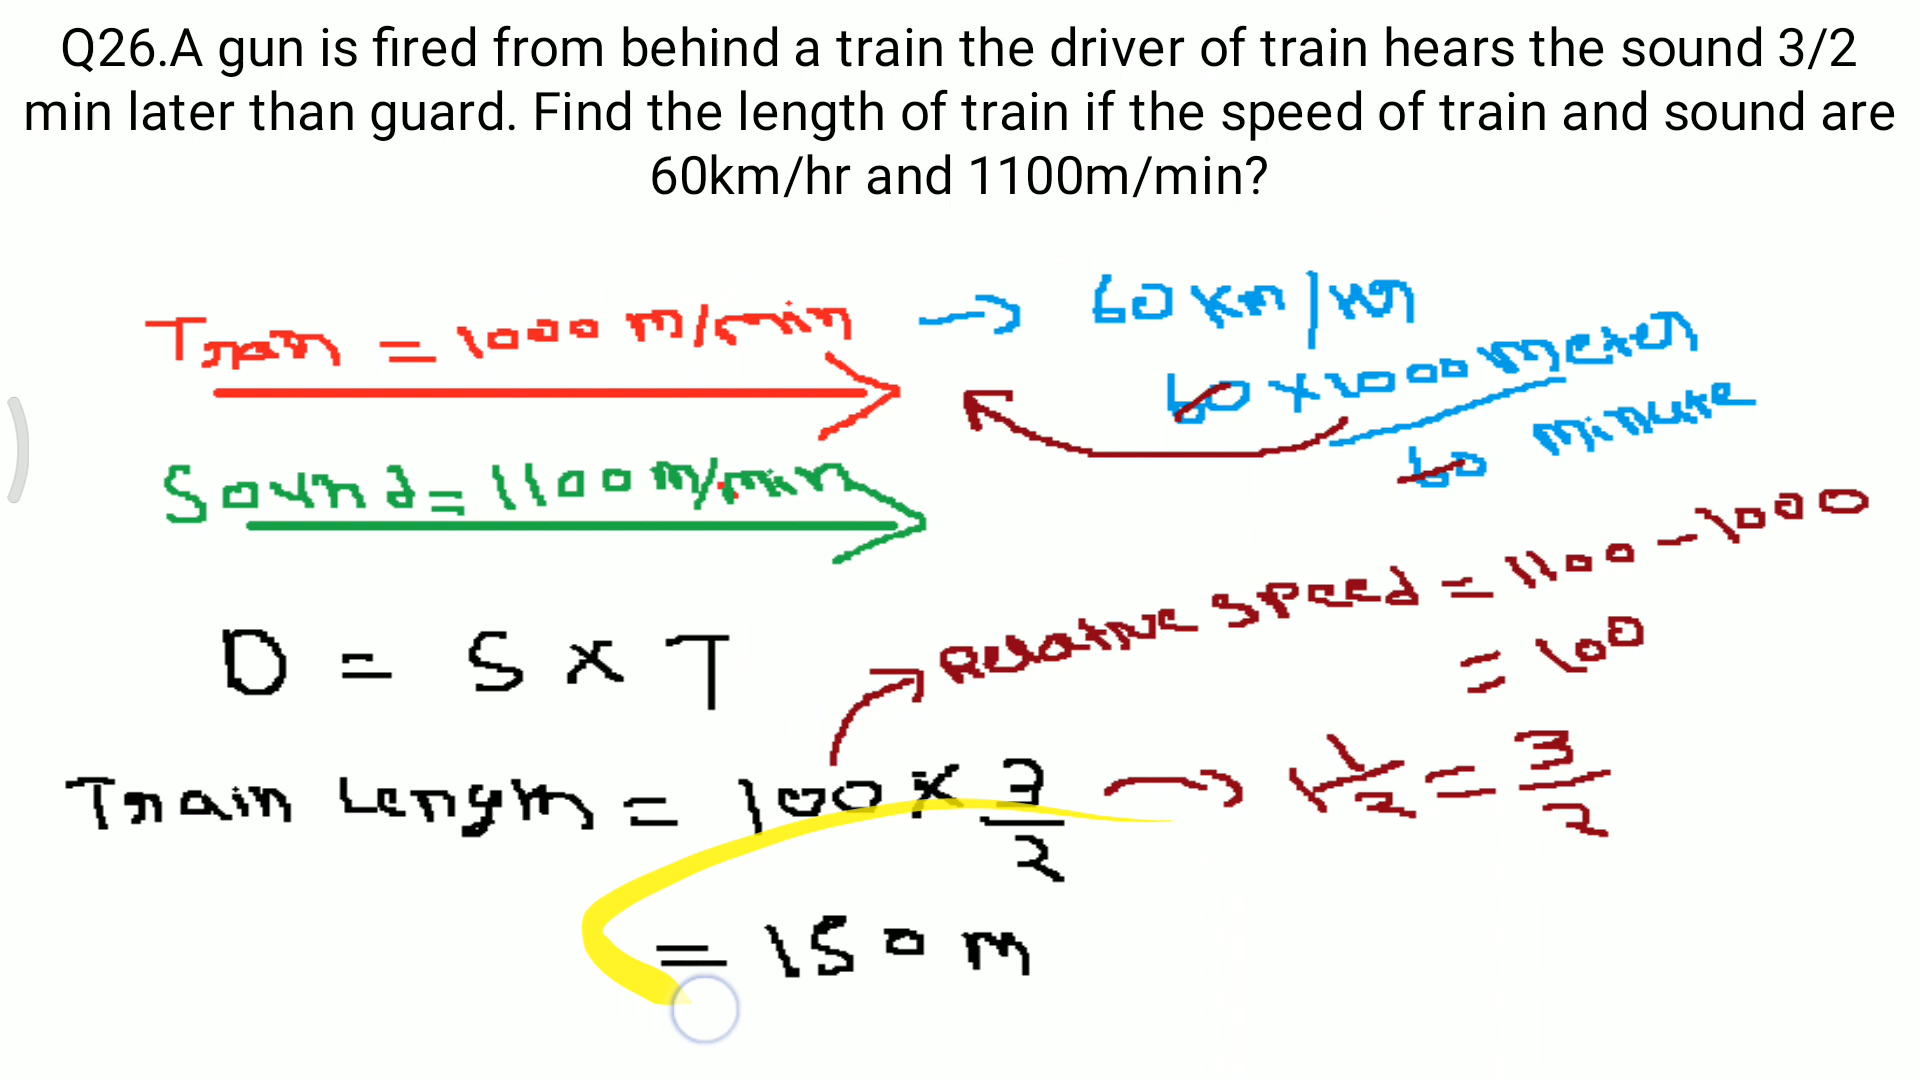 Q26.A gun is fired from behind a train the driver of train hears the sound 3/2
min later than guard. Find the length of train if the speed of train and sound are
60km/hr and 1100m/min?
Train = 1000 m/min → 60 km/hr
60 × 1000 meter
60 minute
Sound = 1100 m/min
Relative speed = 1100 - 1000
= 100
D = S × T
Train Length = 100 × 3/2 → 1 1/2 = 3/2
= 150 m